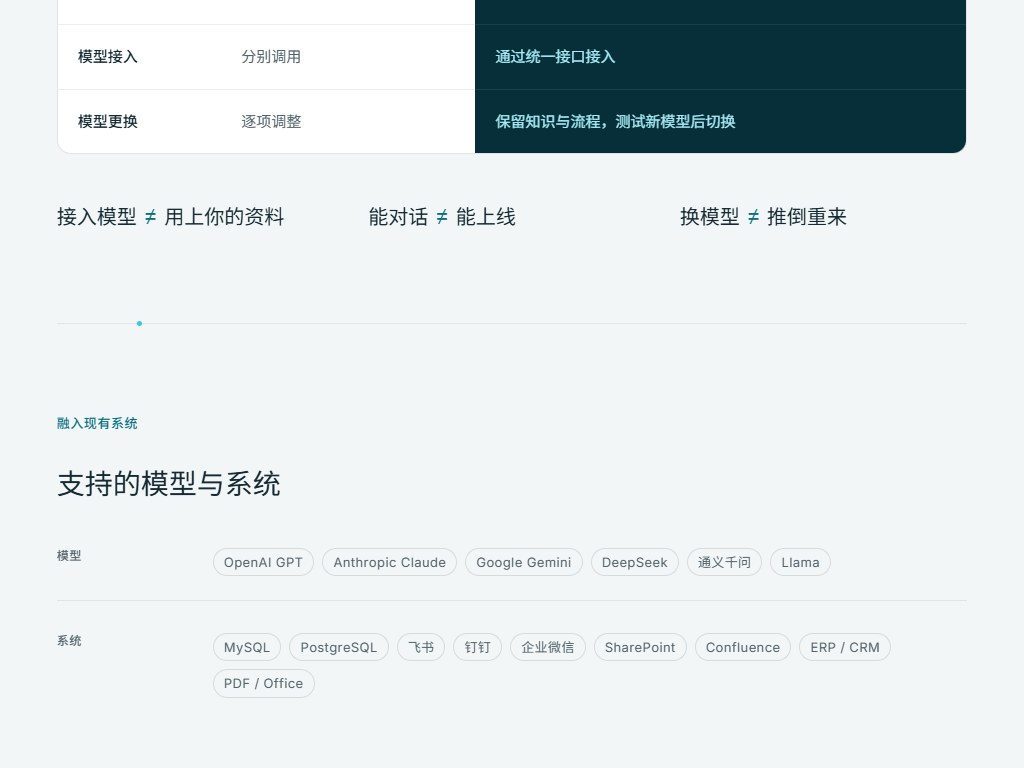 模型接入 分别调用 通过统一接口接入
模型更换 逐项调整 保留知识与流程，测试新模型后切换
接入模型 ≠ 用上你的资料 能对话 ≠ 能上线 换模型 ≠ 推倒重来
融入现有系统
支持的模型与系统
模型 OpenAI GPT Anthropic Claude Google Gemini DeepSeek 通义千问 Llama
系统 MySQL PostgreSQL 飞书 钉钉 企业微信 SharePoint Confluence ERP / CRM
PDF / Office